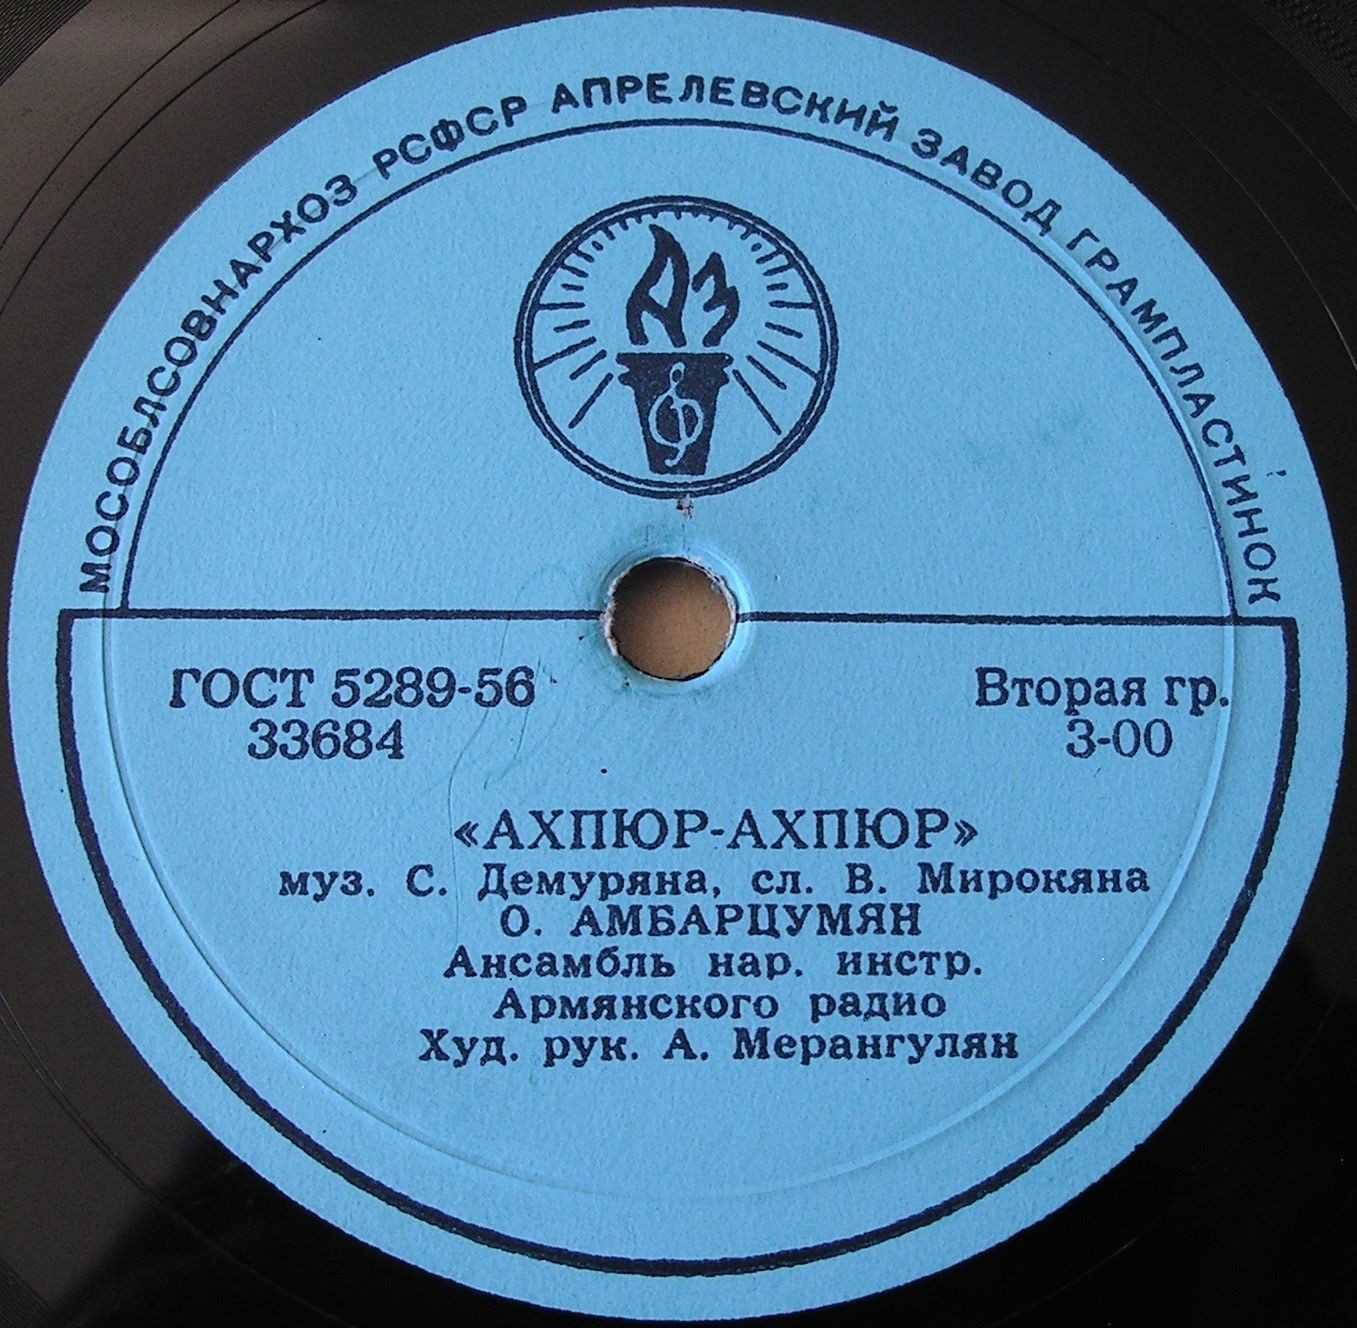 МОСОБЛСОВНАРХОЗ РСФСР АПРЕЛЕВСКИЙ ЗАВОД ГРАМПЛАСТИНОК
АЗ
ГОСТ 5289-56
33684
Вторая гр.
3-00
«АХПЮР-АХПЮР»
муз. С. Демуряна, сл. В. Мирокяна
О. АМБАРЦУМЯН
Ансамбль нар. инстр.
Армянского радио
Худ. рук. А. Мерангулян